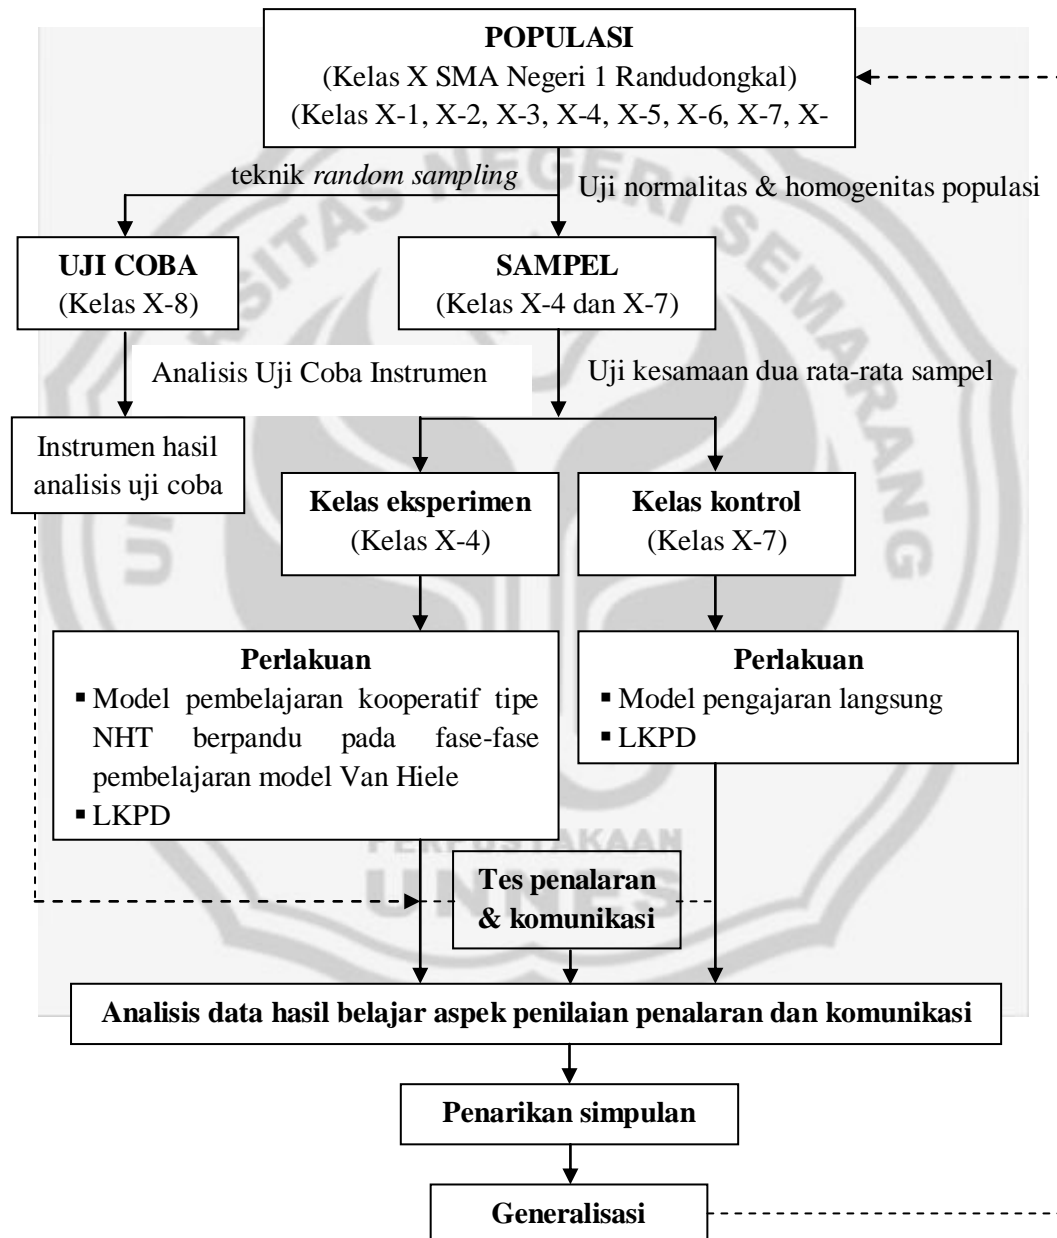 POPULASI
(Kelas X SMA Negeri 1 Randudongkal)
(Kelas X-1, X-2, X-3, X-4, X-5, X-6, X-7, X-
teknik random sampling
Uji normalitas & homogenitas populasi
UJI COBA
(Kelas X-8)
SAMPEL
(Kelas X-4 dan X-7)
Analisis Uji Coba Instrumen
Uji kesamaan dua rata-rata sampel
Instrumen hasil
analisis uji coba
Kelas eksperimen
(Kelas X-4)
Kelas kontrol
(Kelas X-7)
Perlakuan
▪ Model pembelajaran kooperatif tipe
NHT berpandu pada fase-fase
pembelajaran model Van Hiele
▪ LKPD
Perlakuan
▪ Model pengajaran langsung
▪ LKPD
Tes penalaran
& komunikasi
Analisis data hasil belajar aspek penilaian penalaran dan komunikasi
Penarikan simpulan
Generalisasi
NEGERI SEMARANG
PERPUSTAKAAN
UNNES